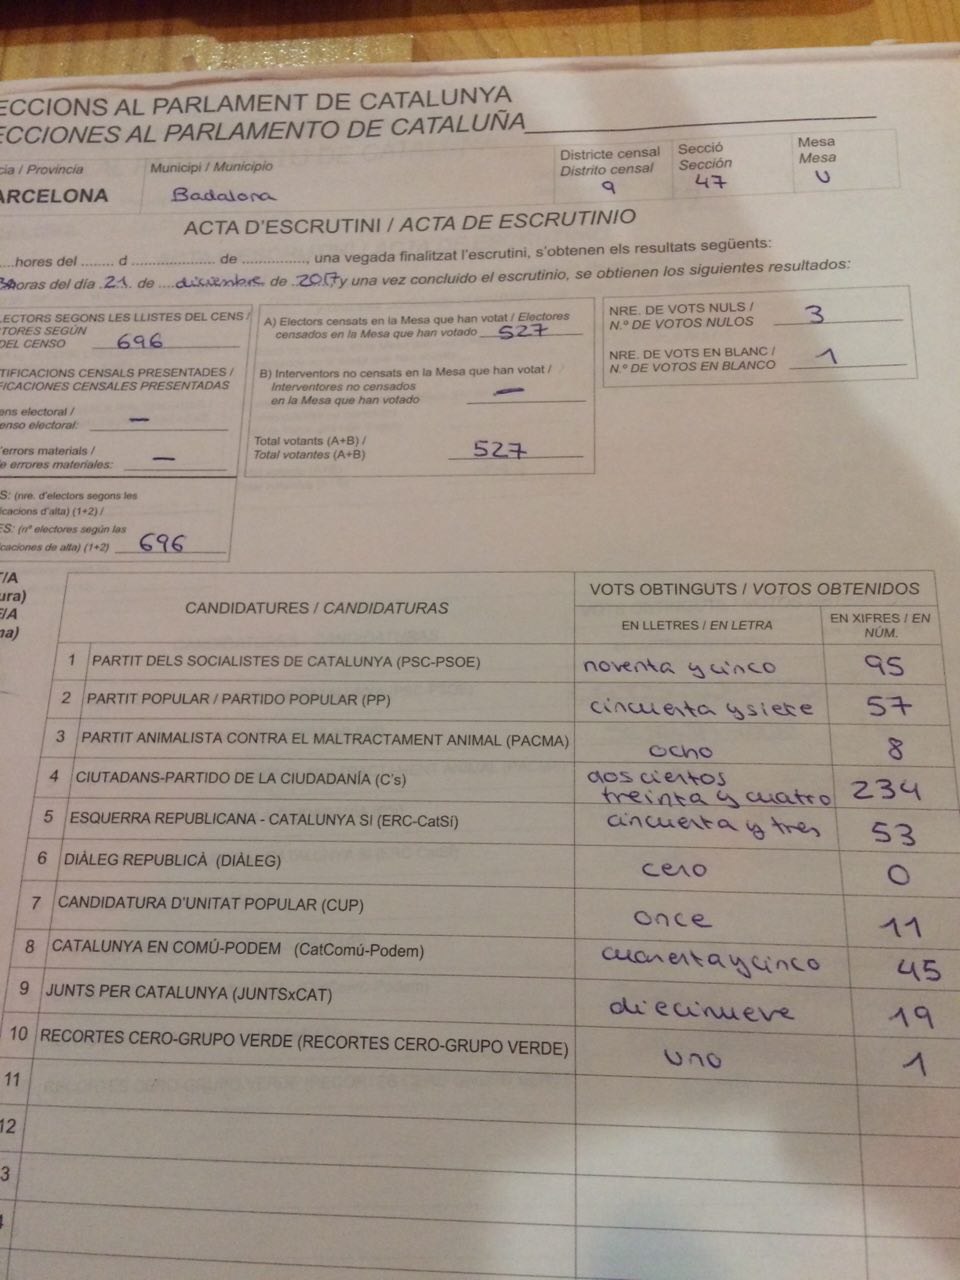 ECCIONS AL PARLAMENT DE CATALUNYA
ECCIONES AL PARLAMENTO DE CATALUÑA
cia / Provincia
ARCELONA
Municipi / Municipio
Badalona
Districte censal
Distrito censal
9
Secció
Sección
47
Mesa
Mesa
U
ACTA D'ESCRUTINI / ACTA DE ESCRUTINIO
....hores del ........ d .................... de ..............., una vegada finalitzat l'escrutini, s'obtenen els resultats següents:
horas del día 21 de ....diciembre de 2017 y una vez concluido el escrutinio, se obtienen los siguientes resultados:
LECTORS SEGONS LES LLISTES DEL CENS /
TORES SEGÚN
DEL CENSO 696
TIFICACIONS CENSALS PRESENTADES /
FICACIONES CENSALES PRESENTADAS
ens electoral /
enso electoral: —
'errors materials /
e errores materiales: —
S: (nre. d'electors segons les
icacions d'alta) (1+2) /
ES: (nº electores según las
icaciones de alta) (1+2) 696
A) Electors censats en la Mesa que han votat / Electores
censados en la Mesa que han votado 527
B) Interventors no censats en la Mesa que han votat /
Interventores no censados
en la Mesa que han votado —
Total votants (A+B) /
Total votantes (A+B) 527
NRE. DE VOTS NULS /
N.º DE VOTOS NULOS 3
NRE. DE VOTS EN BLANC /
N.º DE VOTOS EN BLANCO 1
T/A
ura)
E/A
na)
CANDIDATURES / CANDIDATURAS
VOTS OBTINGUTS / VOTOS OBTENIDOS
EN LLETRES / EN LETRA
EN XIFRES / EN
NÚM.
1 PARTIT DELS SOCIALISTES DE CATALUNYA (PSC-PSOE) noventa y cinco 95
2 PARTIT POPULAR / PARTIDO POPULAR (PP) cincuenta y siete 57
3 PARTIT ANIMALISTA CONTRA EL MALTRACTAMENT ANIMAL (PACMA) ocho 8
4 CIUTADANS-PARTIDO DE LA CIUDADANÍA (C's) doscientos
treinta y cuatro 234
5 ESQUERRA REPUBLICANA - CATALUNYA SI (ERC-CatSí) cincuenta y tres 53
6 DIÀLEG REPUBLICÀ (DIÀLEG) cero 0
7 CANDIDATURA D'UNITAT POPULAR (CUP) once 11
8 CATALUNYA EN COMÚ-PODEM (CatComú-Podem) cuarenta y cinco 45
9 JUNTS PER CATALUNYA (JUNTSxCAT) diecinueve 19
10 RECORTES CERO-GRUPO VERDE (RECORTES CERO-GRUPO VERDE) uno 1
11
12
3
4